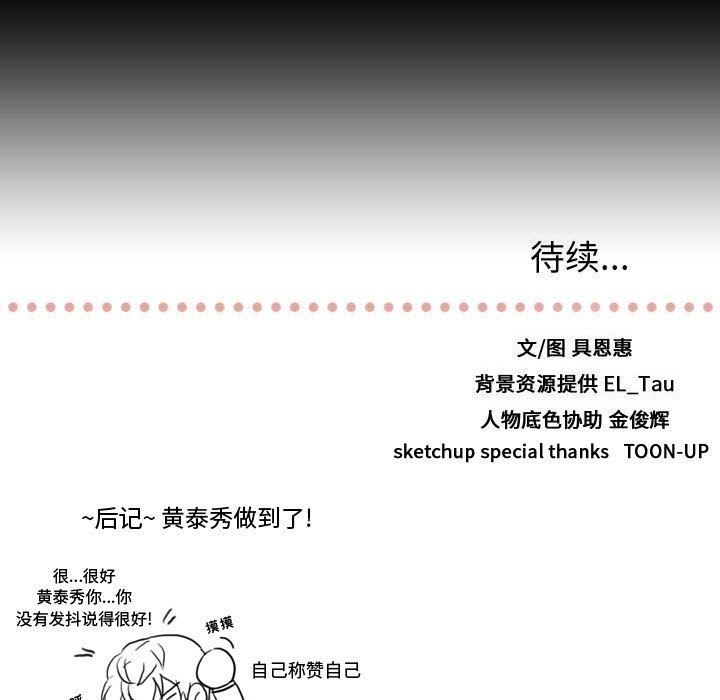 待续...
文/图 具恩惠
背景资源提供 EL_Tau
人物底色协助 金俊辉
sketchup special thanks TOON-UP
~后记~ 黄泰秀做到了!
很...很好
黄泰秀你...你
没有发抖说得很好!
摸摸
自己称赞自己